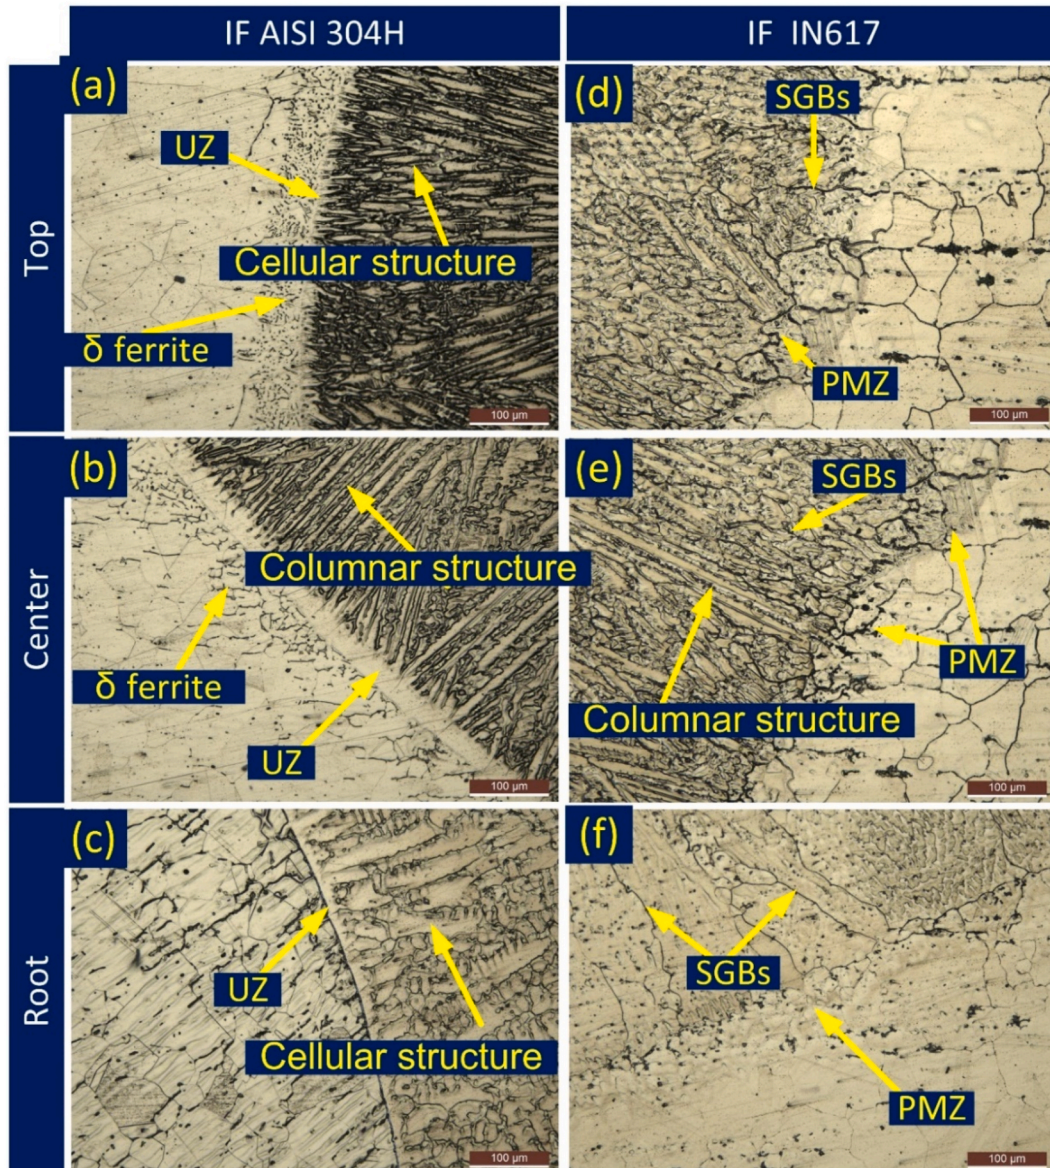 IF AISI 304H
IF IN617
Top
(a)
UZ
Cellular structure
δ ferrite
100 µm
(d)
SGBs
PMZ
100 µm
Center
(b)
Columnar structure
δ ferrite
UZ
100 µm
(e)
SGBs
PMZ
Columnar structure
100 µm
Root
(c)
UZ
Cellular structure
100 µm
(f)
SGBs
PMZ
100 µm